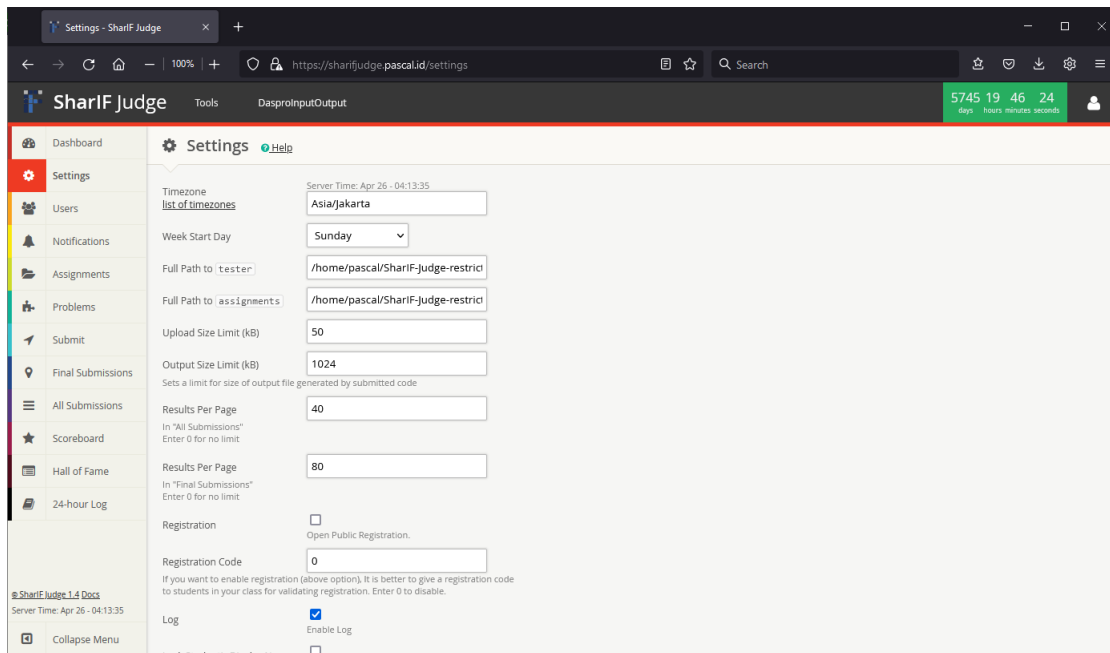 Settings - SharIF Judge
100%
https://sharifjudge.pascal.id/settings
Search
SharIF Judge
Tools
DasproInputOutput
5745 19 46 24
days hours minutes seconds
Dashboard
Settings
Users
Notifications
Assignments
Problems
Submit
Final Submissions
All Submissions
Scoreboard
Hall of Fame
24-hour Log
© SharIF Judge 1.4 Docs
Server Time: Apr 26 - 04:13:35
Collapse Menu
Settings Help
Server Time: Apr 26 - 04:13:35
Timezone
list of timezones
Asia/Jakarta
Week Start Day
Sunday
Full Path to tester
/home/pascal/SharIF-Judge-restrict
Full Path to assignments
/home/pascal/SharIF-Judge-restrict
Upload Size Limit (kB)
50
Output Size Limit (kB)
1024
Sets a limit for size of output file generated by submitted code
Results Per Page
40
In "All Submissions"
Enter 0 for no limit
Results Per Page
80
In "Final Submissions"
Enter 0 for no limit
Registration
Open Public Registration.
Registration Code
0
If you want to enable registration (above option), It is better to give a registration code
to students in your class for validating registration. Enter 0 to disable.
Log
Enable Log